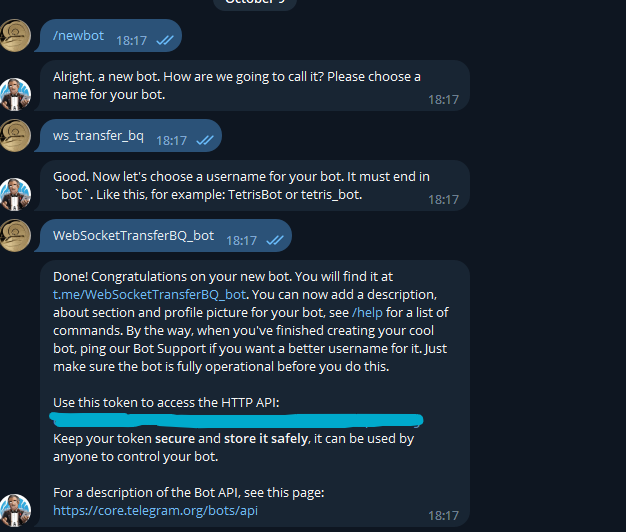 October 9
/newbot
18:17
Alright, a new bot. How are we going to call it? Please choose a
name for your bot.
18:17
ws_transfer_bq
18:17
Good. Now let's choose a username for your bot. It must end in
`bot`. Like this, for example: TetrisBot or tetris_bot.
18:17
WebSocketTransferBQ_bot
18:17
Done! Congratulations on your new bot. You will find it at
t.me/WebSocketTransferBQ_bot. You can now add a description,
about section and profile picture for your bot, see /help for a list of
commands. By the way, when you've finished creating your cool
bot, ping our Bot Support if you want a better username for it. Just
make sure the bot is fully operational before you do this.
Use this token to access the HTTP API:
Keep your token secure and store it safely, it can be used by
anyone to control your bot.
For a description of the Bot API, see this page:
https://core.telegram.org/bots/api
18:17